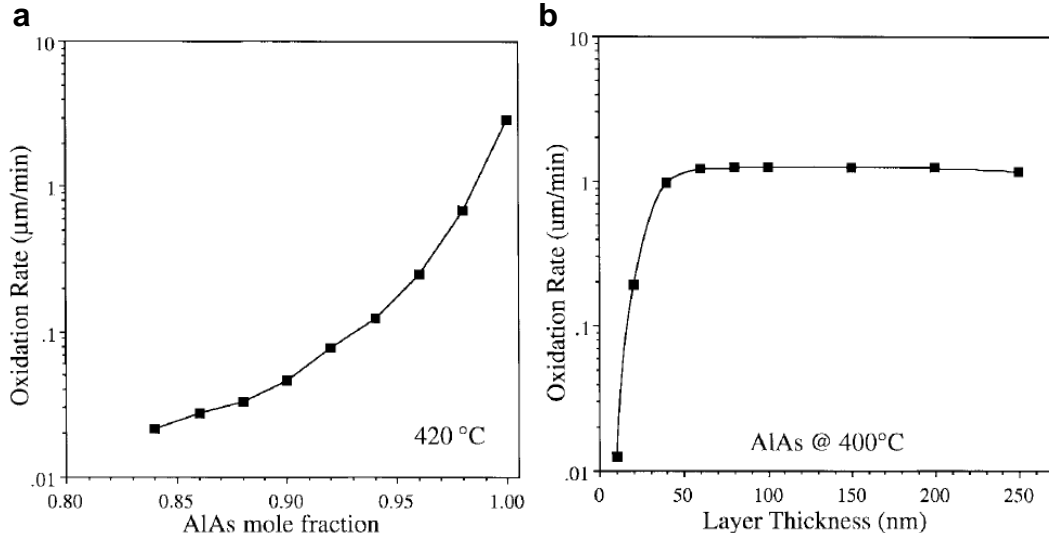 a
10
1
.1
.01
0.80
0.85
0.90
0.95
1.00
Oxidation Rate (µm/min)
AlAs mole fraction
420 °C
b
10
1
.1
.01
0
50
100
150
200
250
Oxidation Rate (um/min)
Layer Thickness (nm)
AlAs @ 400°C